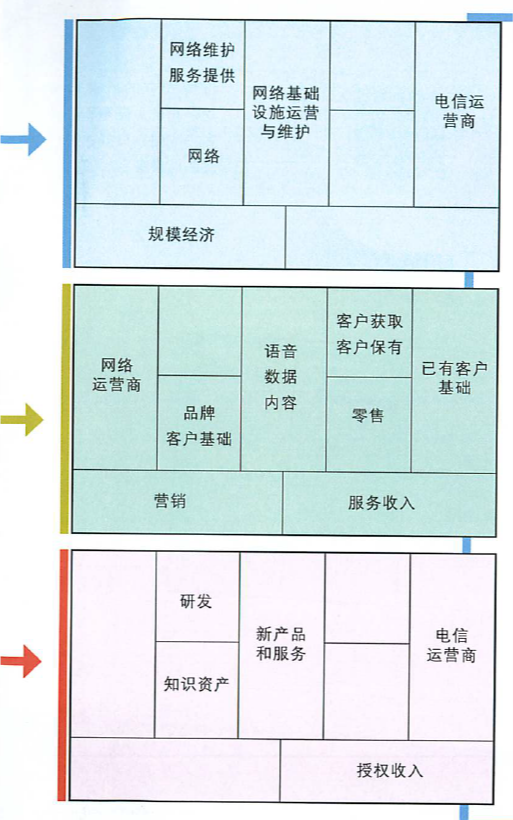 网络维护
服务提供
网络
网络基础
设施运营
与维护
电信运
营商
规模经济
网络
运营商
品牌
客户基础
语音
数据
内容
客户获取
客户保有
零售
已有客户
基础
营销
服务收入
研发
知识资产
新产品
和服务
电信
运营商
授权收入